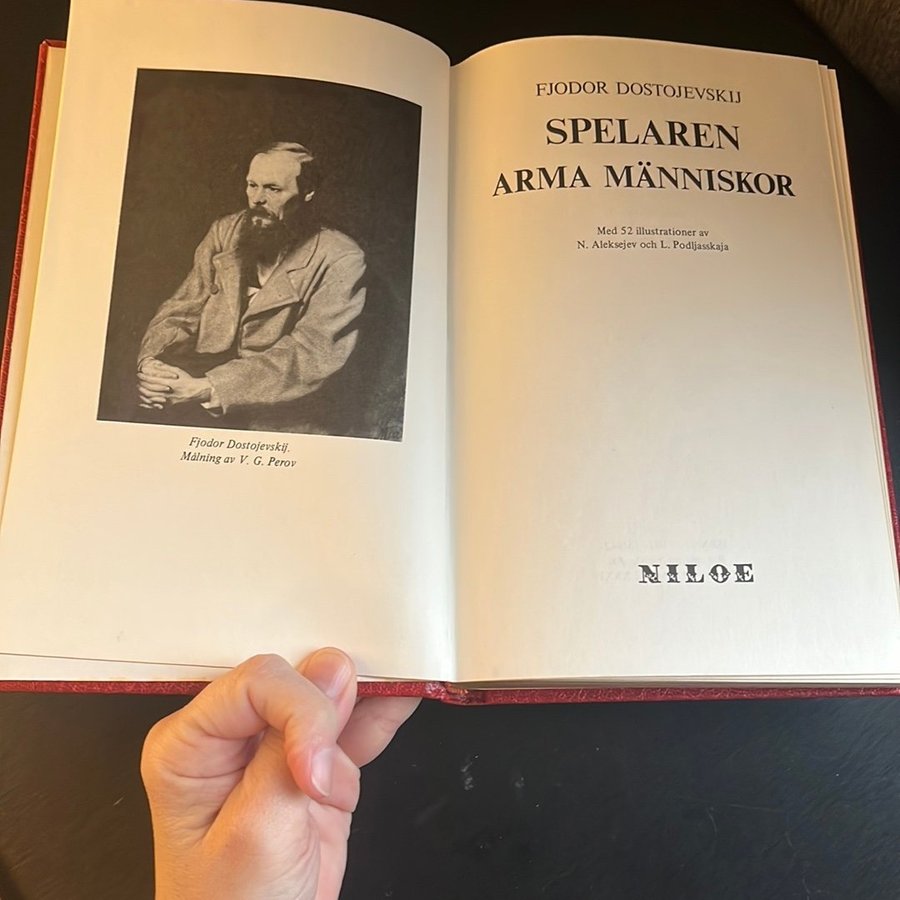 Fjodor Dostojevskij.
Målning av V. G. Perov
FJODOR DOSTOJEVSKIJ
SPELAREN
ARMA MÄNNISKOR
Med 52 illustrationer av
N. Aleksejev och L. Podljasskaja
NILOE